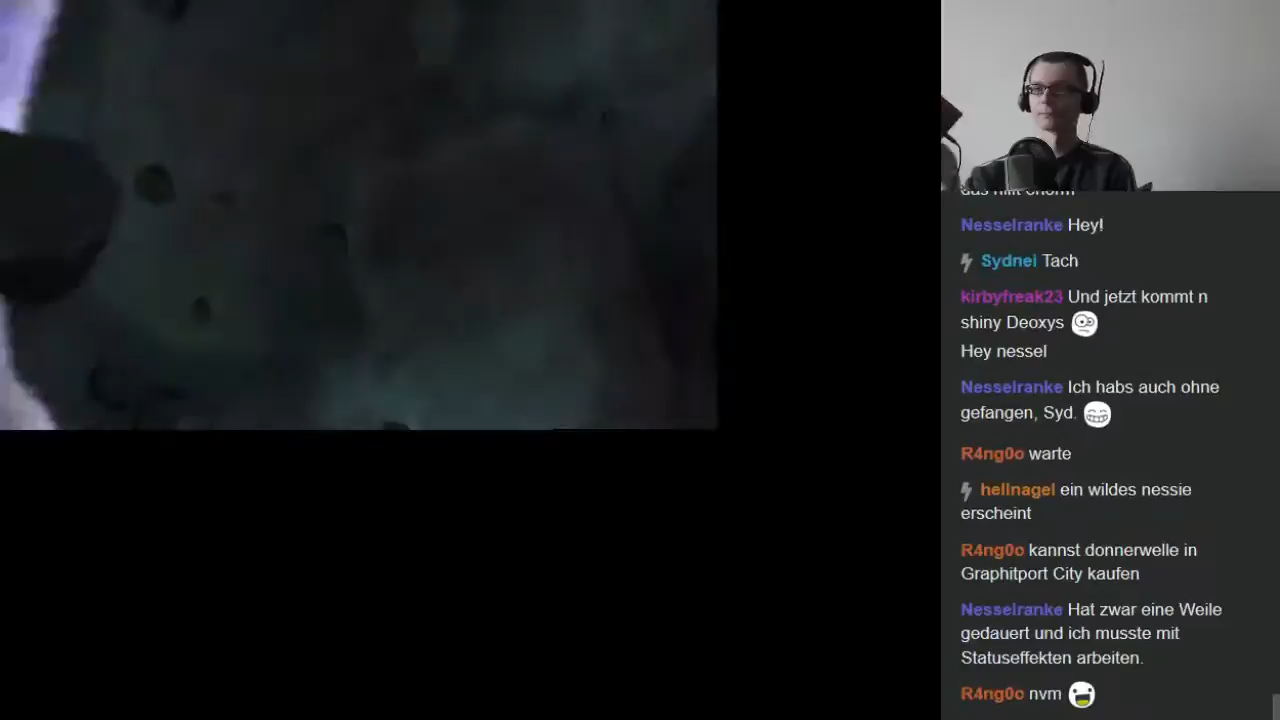 Nesselranke Hey!
Sydnei Tach
kirbyfreak23 Und jetzt kommt n
shiny Deoxys
Hey nessel
Nesselranke Ich habs auch ohne
gefangen, Syd.
R4ng0o warte
hellnagel ein wildes nessie
erscheint
R4ng0o kannst donnerwelle in
Graphitport City kaufen
Nesselranke Hat zwar eine Weile
gedauert und ich musste mit
Statuseffekten arbeiten.
R4ng0o nvm